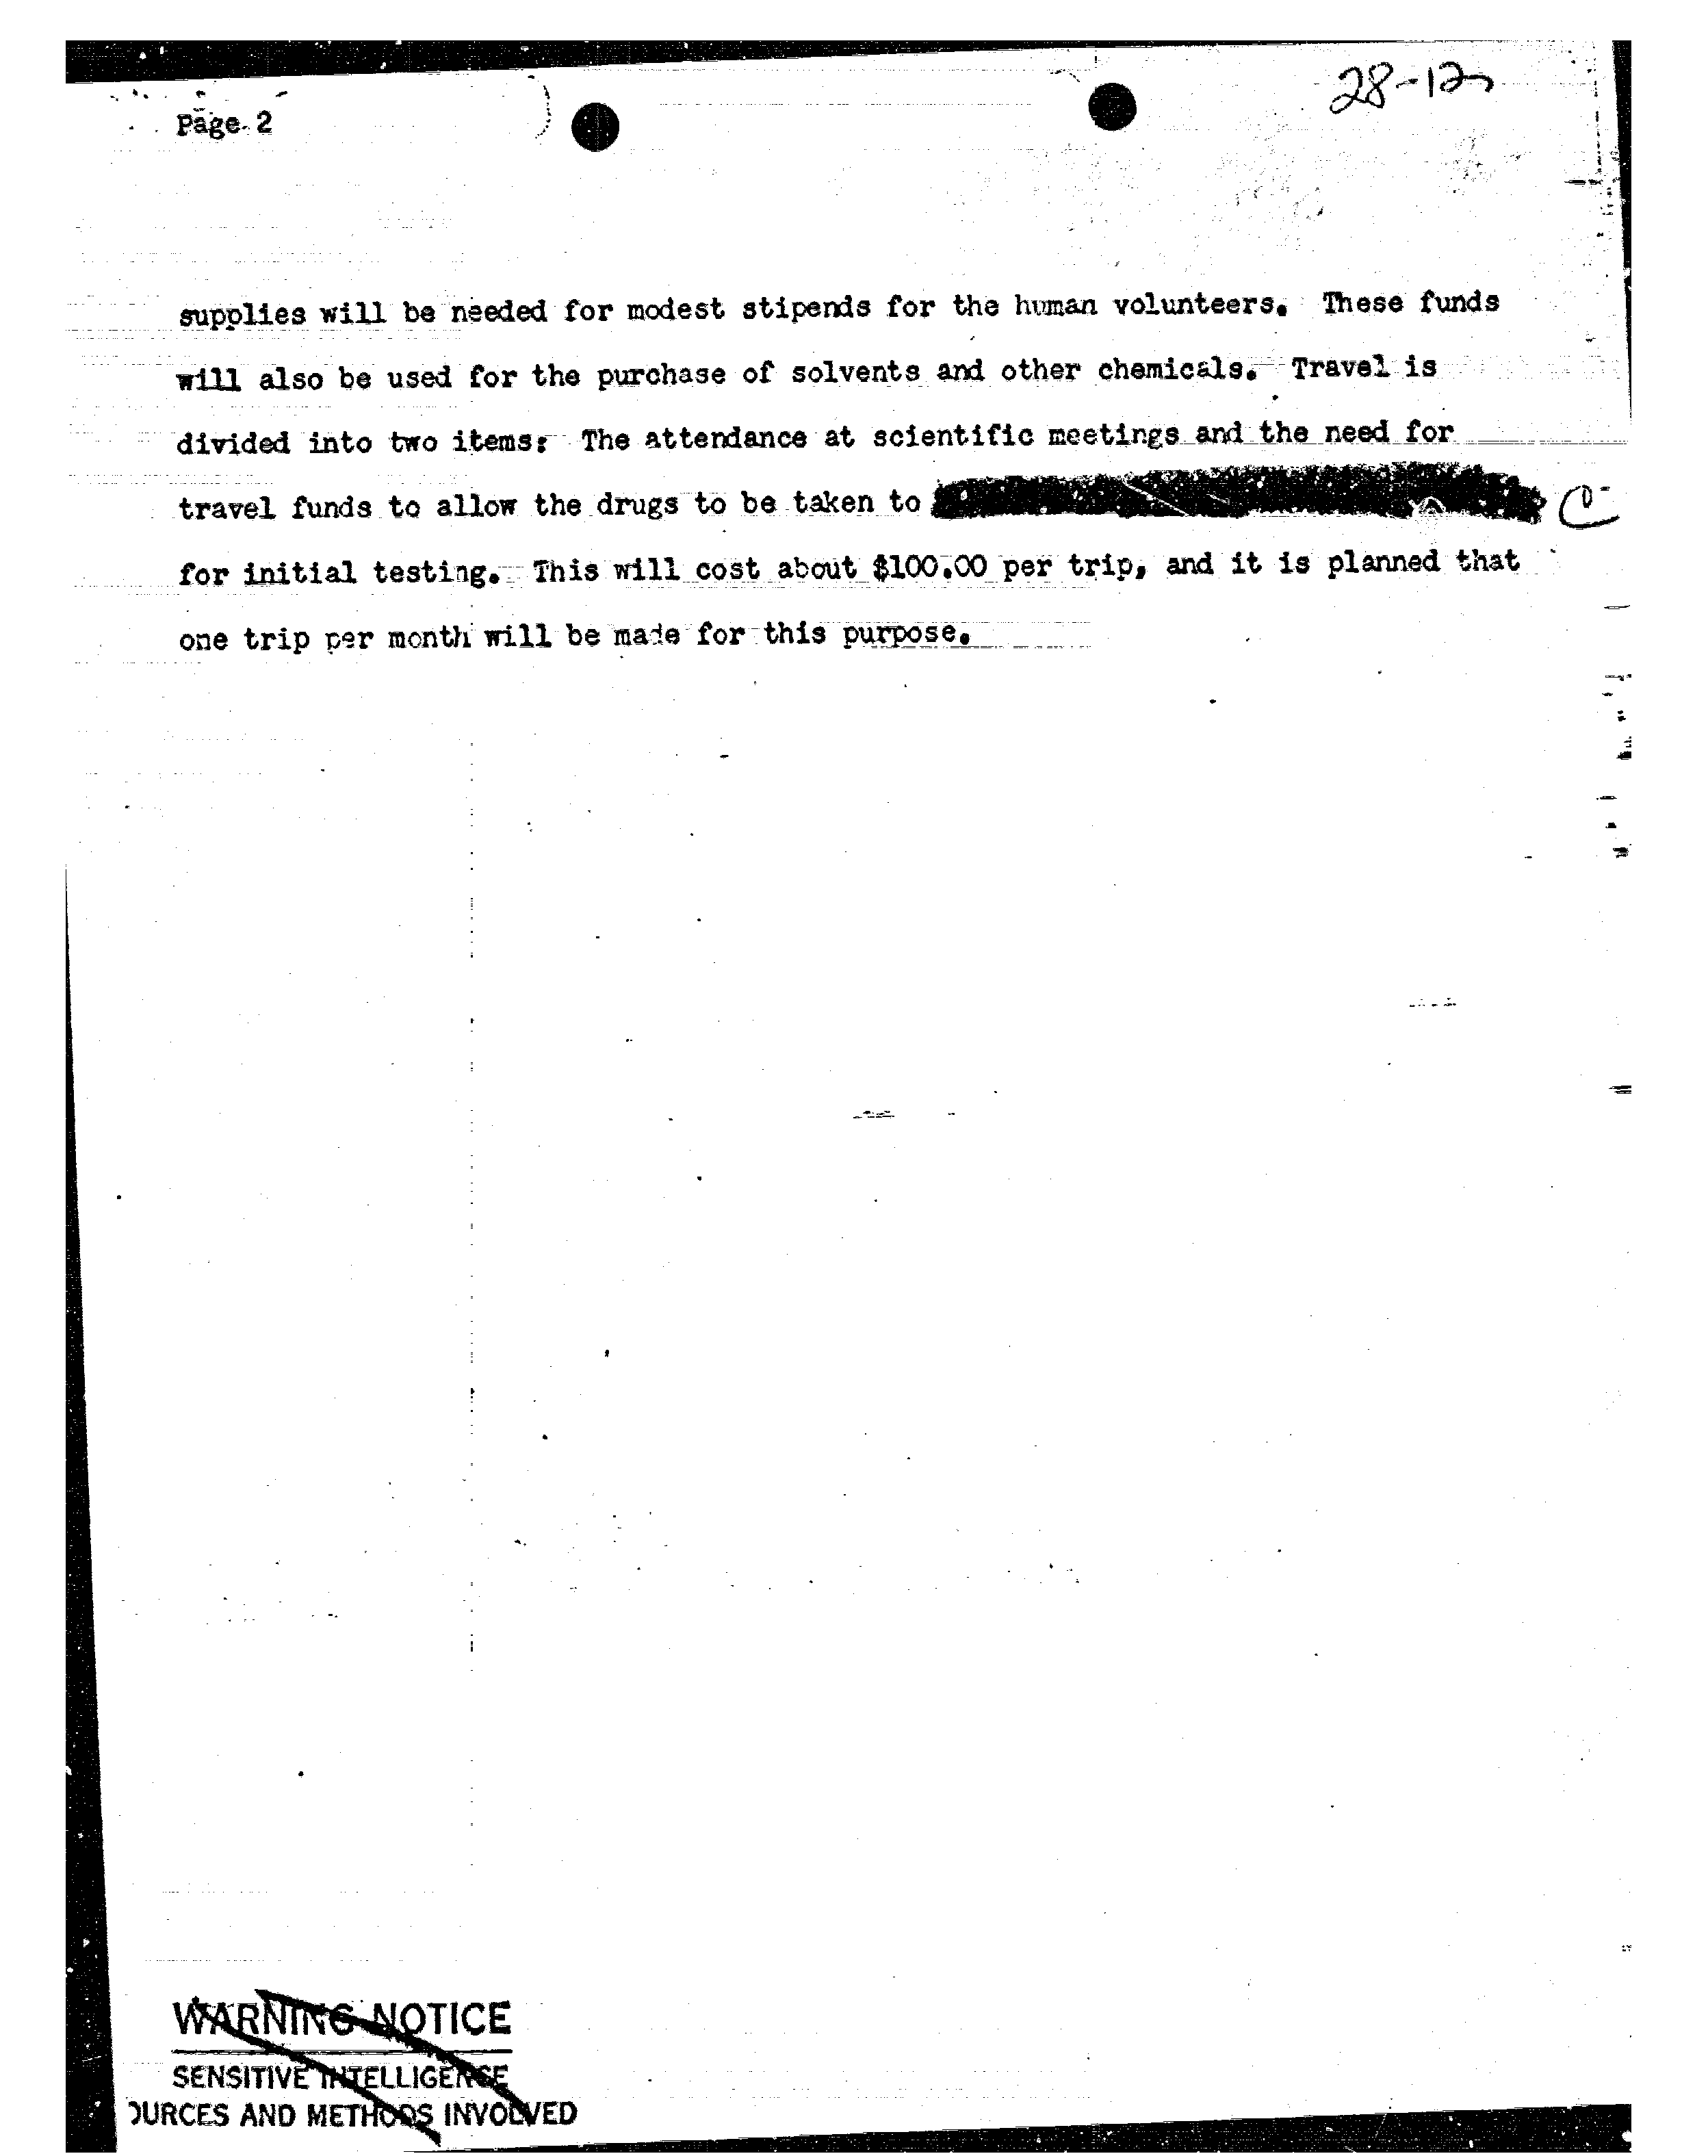 28-12
Page 2
supplies will be needed for modest stipends for the human volunteers. These funds
will also be used for the purchase of solvents and other chemicals. Travel is
divided into two items: The attendance at scientific meetings and the need for
travel funds to allow the drugs to be taken to
C
for initial testing. This will cost about $100.00 per trip, and it is planned that
one trip per month will be made for this purpose.
WARNING NOTICE
SENSITIVE INTELLIGENCE
OURCES AND METHODS INVOLVED